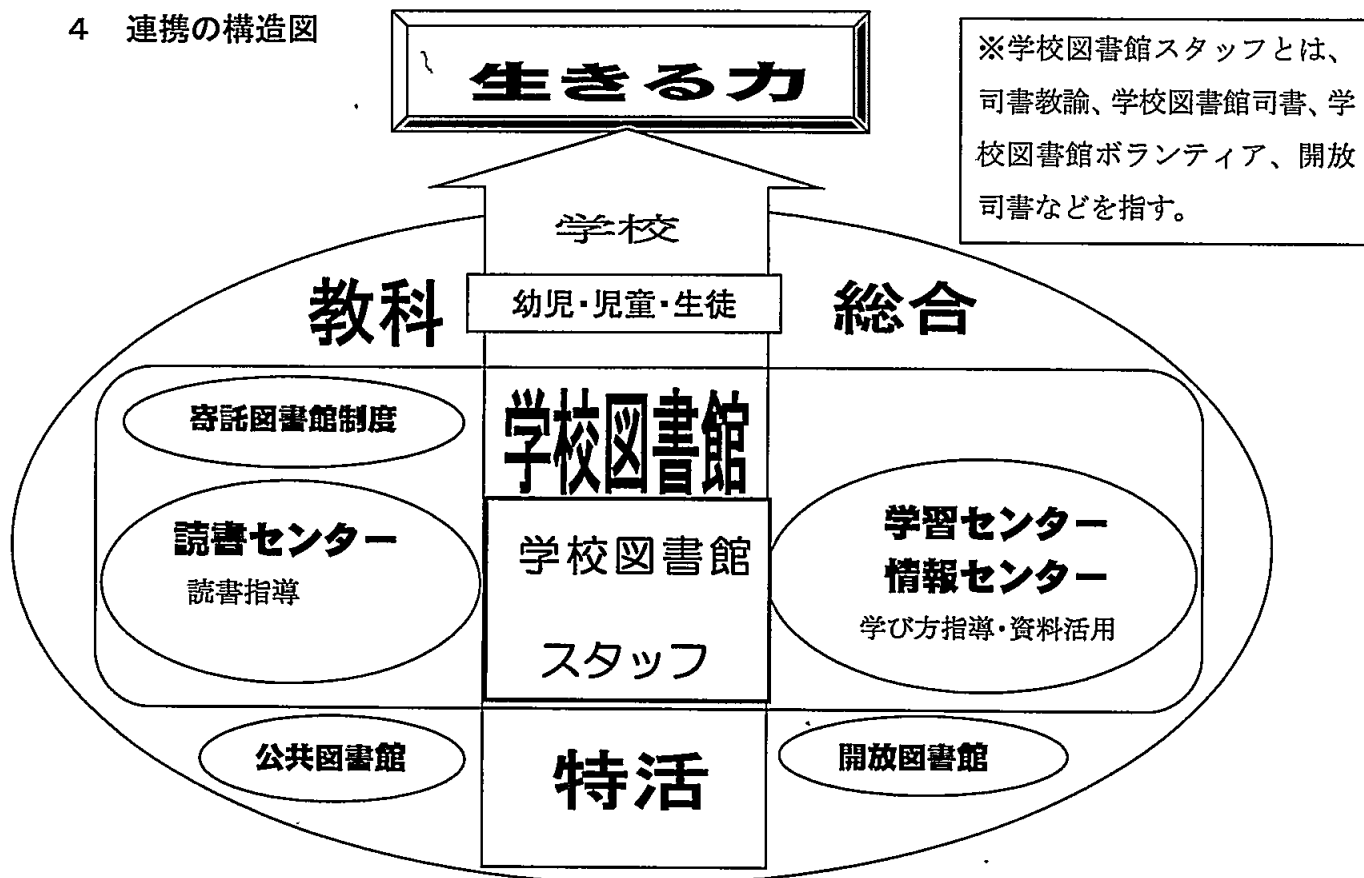 4 連携の構造図
生きる力
※学校図書館スタッフとは、
司書教諭、学校図書館司書、学
校図書館ボランティア、開放
司書などを指す。
学校
教科
幼児・児童・生徒
総合
寄託図書館制度
学校図書館
読書センター
読書指導
学校図書館
スタッフ
学習センター
情報センター
学び方指導・資料活用
公共図書館
特活
開放図書館